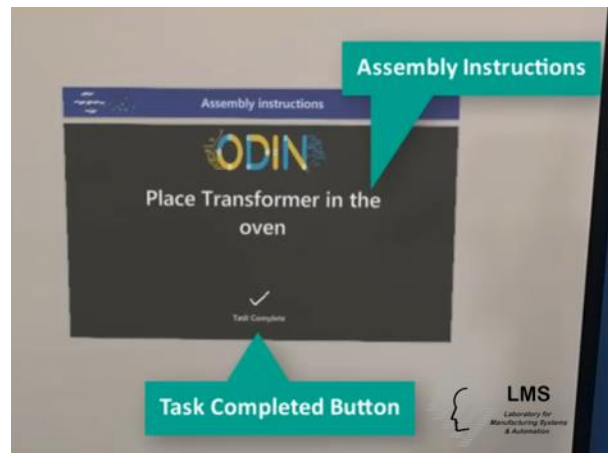 Assembly Instructions
Assembly instructions
ODIN
Place Transformer in the
oven
Task Complete
Task Completed Button
LMS
Laboratory for
Manufacturing Systems
& Automation